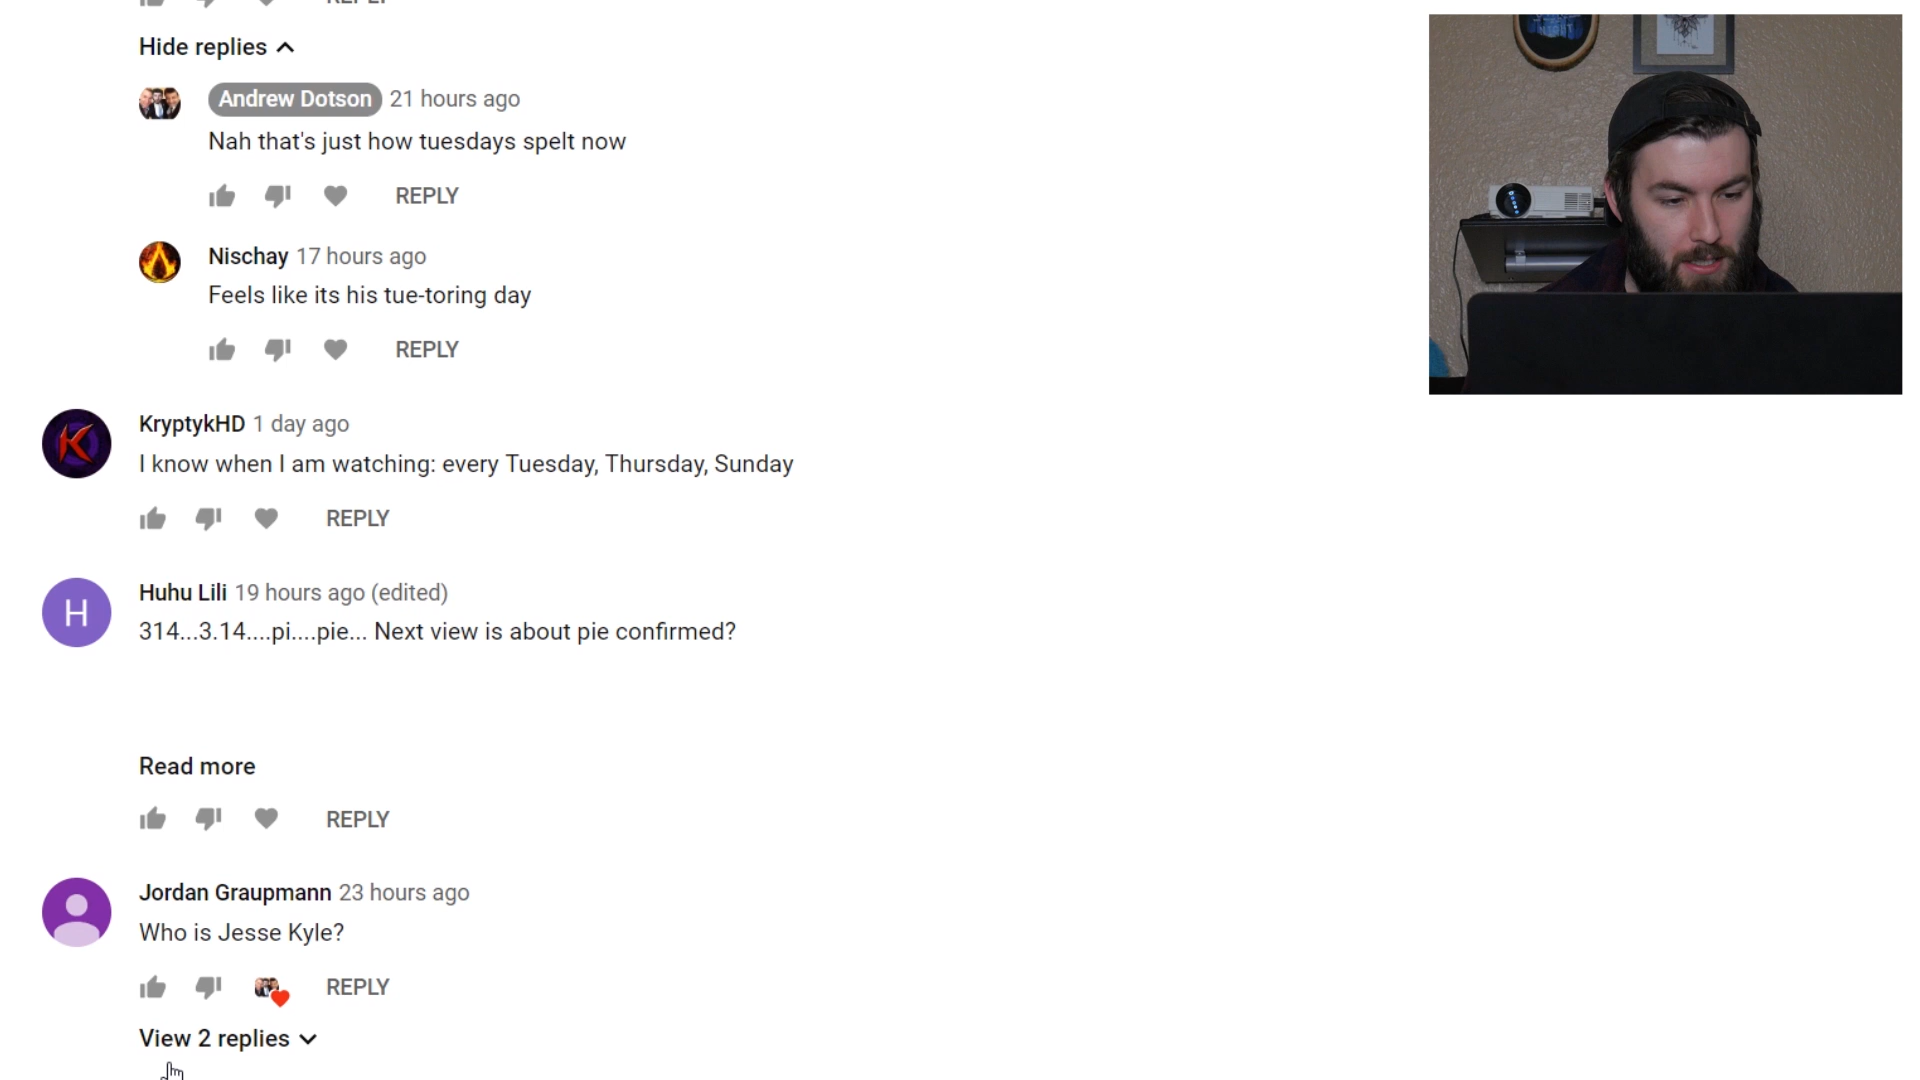 REPLY
Hide replies
Andrew Dotson 21 hours ago
Nah that's just how tuesdays spelt now
REPLY
Nischay 17 hours ago
Feels like its his tue-toring day
REPLY
KryptykHD 1 day ago
I know when I am watching: every Tuesday, Thursday, Sunday
REPLY
H
Huhu Lili 19 hours ago (edited)
314...3.14....pi....pie... Next view is about pie confirmed?
Read more
REPLY
Jordan Graupmann 23 hours ago
Who is Jesse Kyle?
REPLY
View 2 replies